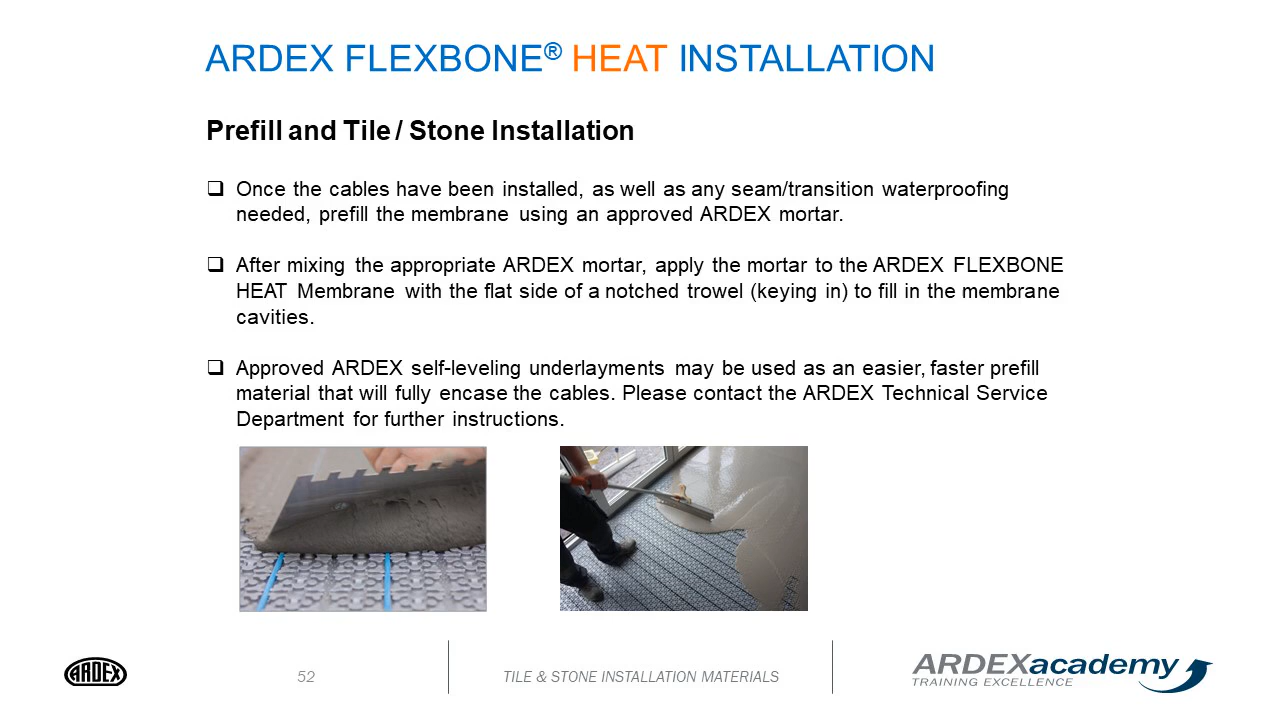 ARDEX FLEXBONE® HEAT INSTALLATION
Prefill and Tile / Stone Installation
❑ Once the cables have been installed, as well as any seam/transition waterproofing
needed, prefill the membrane using an approved ARDEX mortar.
❑ After mixing the appropriate ARDEX mortar, apply the mortar to the ARDEX FLEXBONE
HEAT Membrane with the flat side of a notched trowel (keying in) to fill in the membrane
cavities.
❑ Approved ARDEX self-leveling underlayments may be used as an easier, faster prefill
material that will fully encase the cables. Please contact the ARDEX Technical Service
Department for further instructions.
ARDEX
52
TILE & STONE INSTALLATION MATERIALS
ARDEXacademy
TRAINING EXCELLENCE